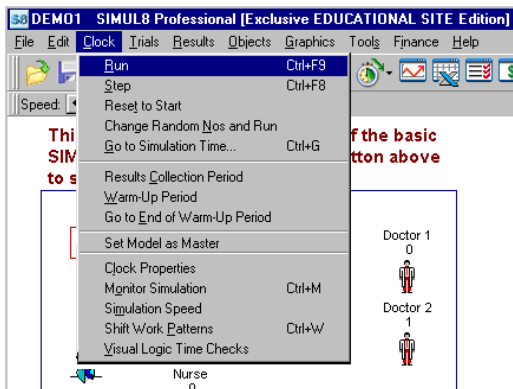 S8 DEMO1 SIMUL8 Professional [Exclusive EDUCATIONAL SITE Edition]
File Edit Clock Trials Results Objects Graphics Tools Finance Help
Run Ctrl+F9
Step Ctrl+F8
Speed:
Reset to Start
Change Random Nos and Run
Thi
f the basic
Go to Simulation Time... Ctrl+G
SIM
tton above
to s
Results Collection Period
Warm-Up Period
Go to End of Warm-Up Period
Set Model as Master
Doctor 1
0
Clock Properties
Monitor Simulation Ctrl+M
Simulation Speed
Doctor 2
1
Shift Work Patterns Ctrl+W
Visual Logic Time Checks
Nurse
0